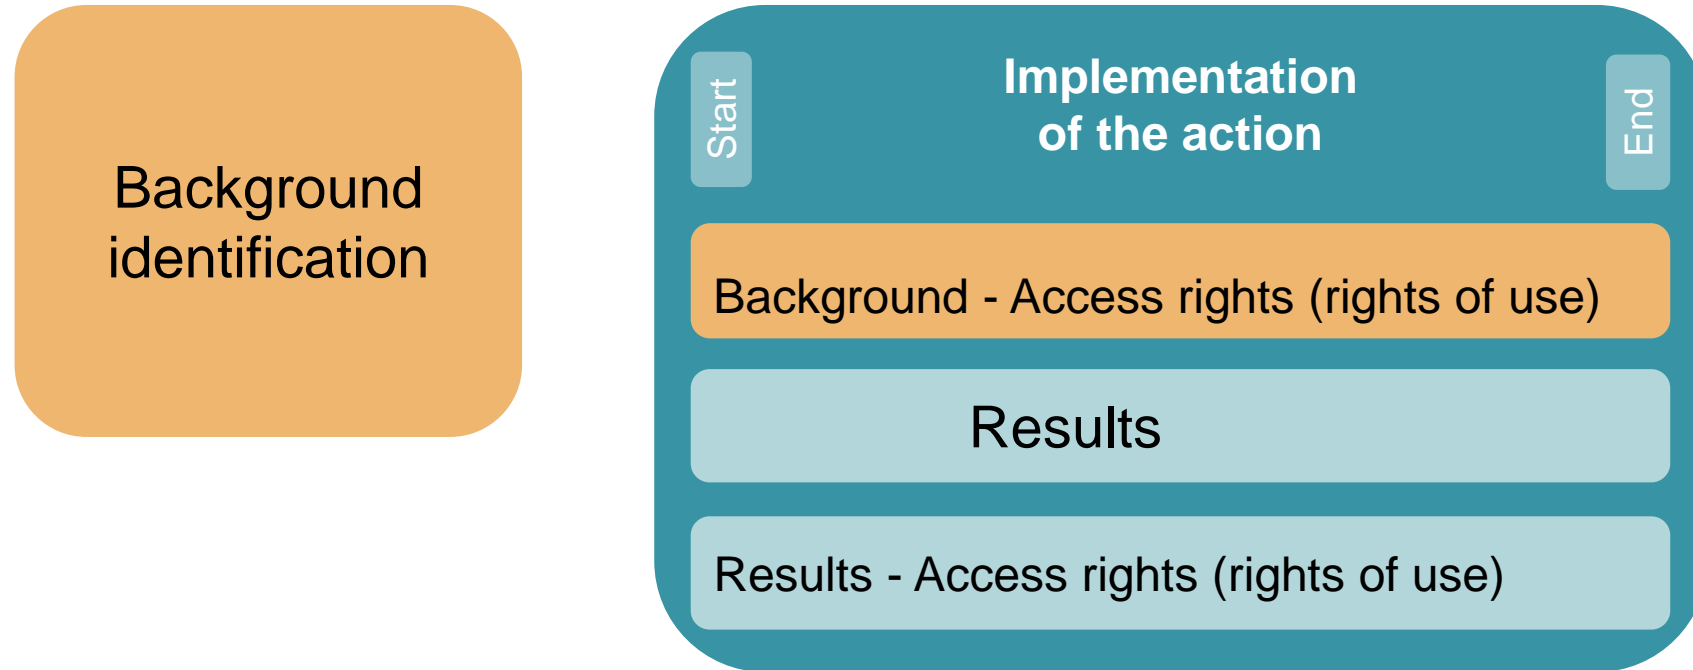 Background
identification
Start
Implementation
of the action
End
Background - Access rights (rights of use)
Results
Results - Access rights (rights of use)